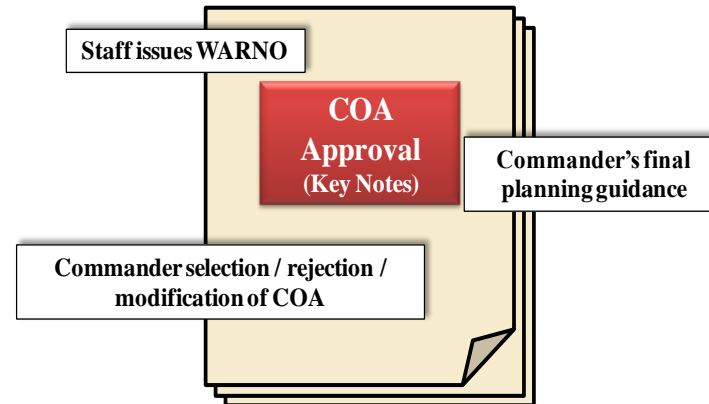 Staff issues WARNO
COA
Approval
(Key Notes)
Commander's final
planning guidance
Commander selection / rejection /
modification of COA